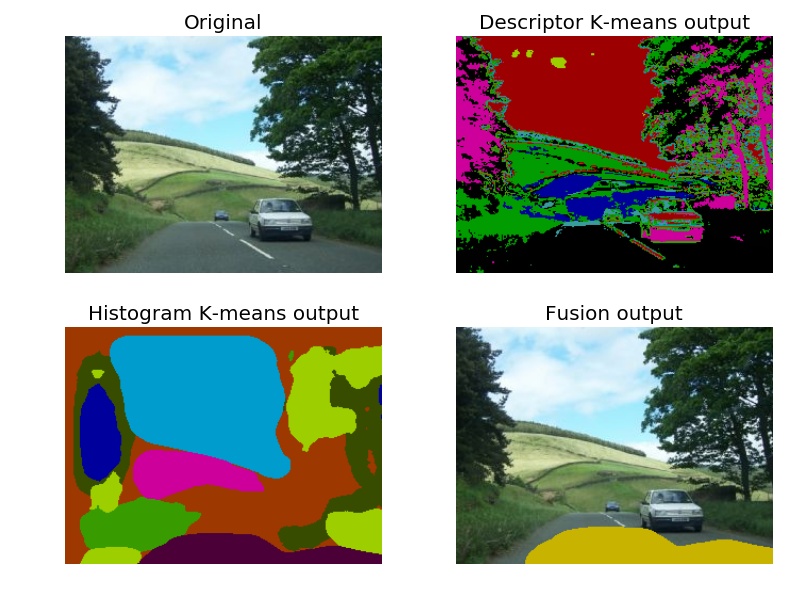 Original
Descriptor K-means output
Histogram K-means output
Fusion output